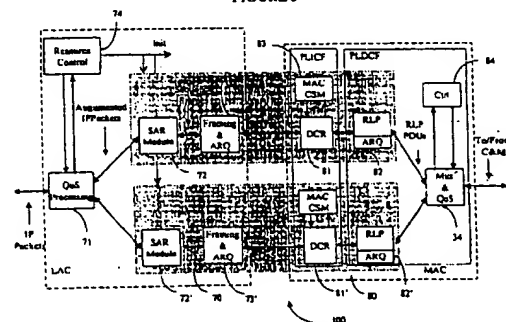 74
Resource
Control
Init
Augmented
IP Packets
SAR
Module
72
Framing
&
ARQ
QoS
Processing
71
IP
Packets
LAC
SAR
Module
72'
70
Framing
&
ARQ
73'
83
PLICF
MAC
CSM
DCR
81
MAC
CSM
DCR
81'
PLDCF
RLP
ARQ
82
RLP
ARQ
82'
80
84
Ctrl
RLP
PDUs
To/From
Mux &
QoS
34
MAC
100